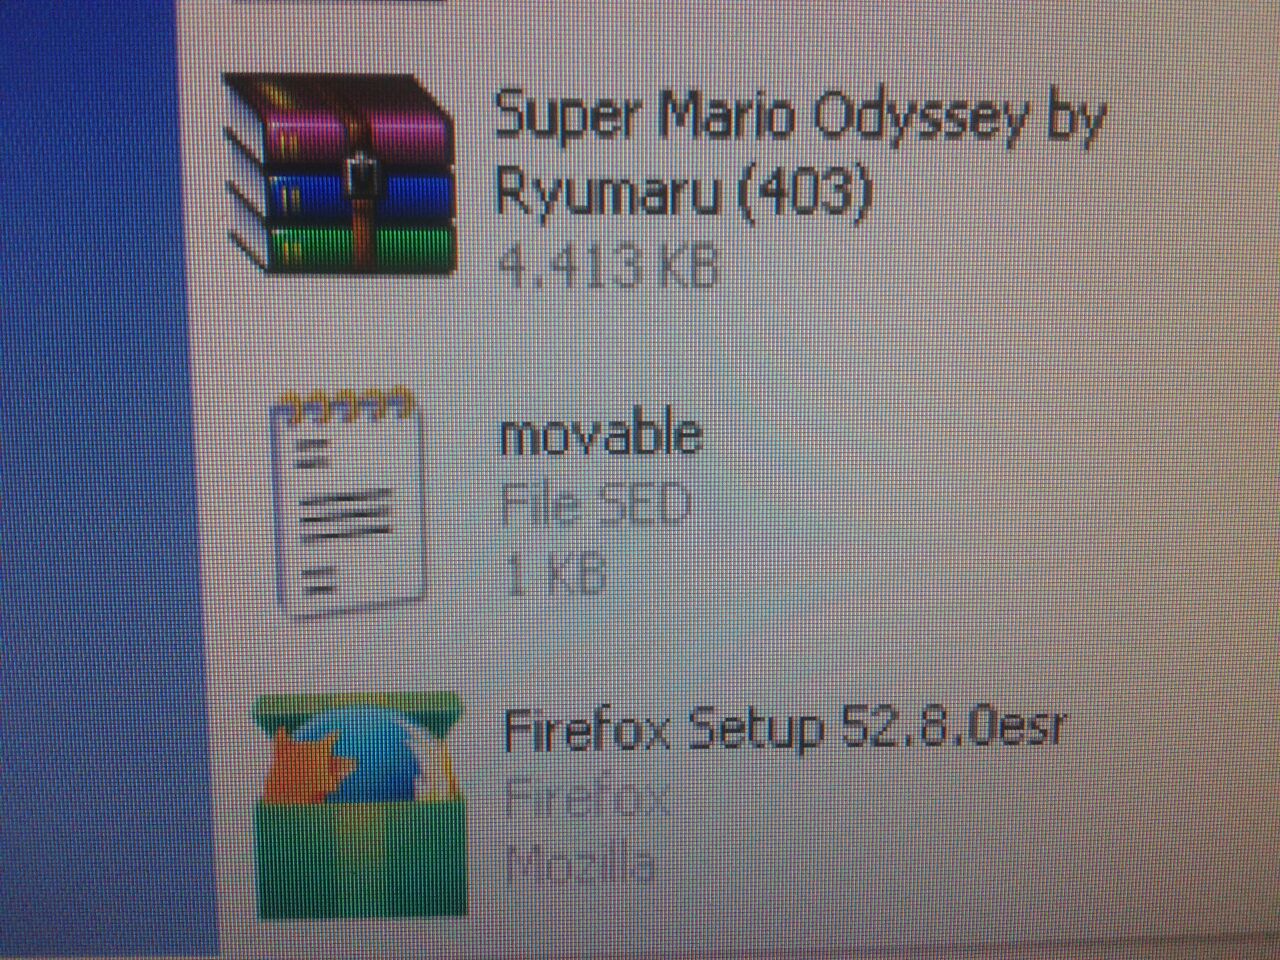 Super Mario Odyssey by
Ryumaru (403)
4.413 KB
movable
File SED
1 KB
Firefox Setup 52.8.0esr
Firefox
Mozilla